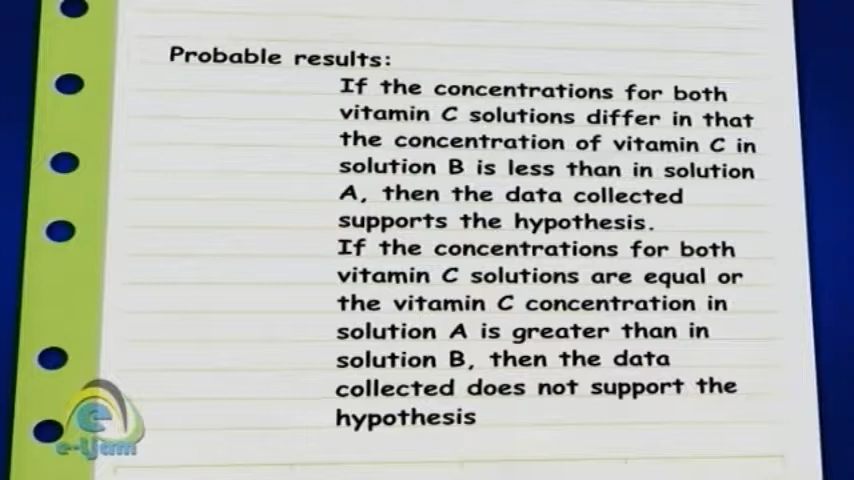 Probable results:
If the concentrations for both
vitamin C solutions differ in that
the concentration of vitamin C in
solution B is less than in solution
A, then the data collected
supports the hypothesis.
If the concentrations for both
vitamin C solutions are equal or
the vitamin C concentration in
solution A is greater than in
solution B, then the data
collected does not support the
hypothesis
e
e-Jam